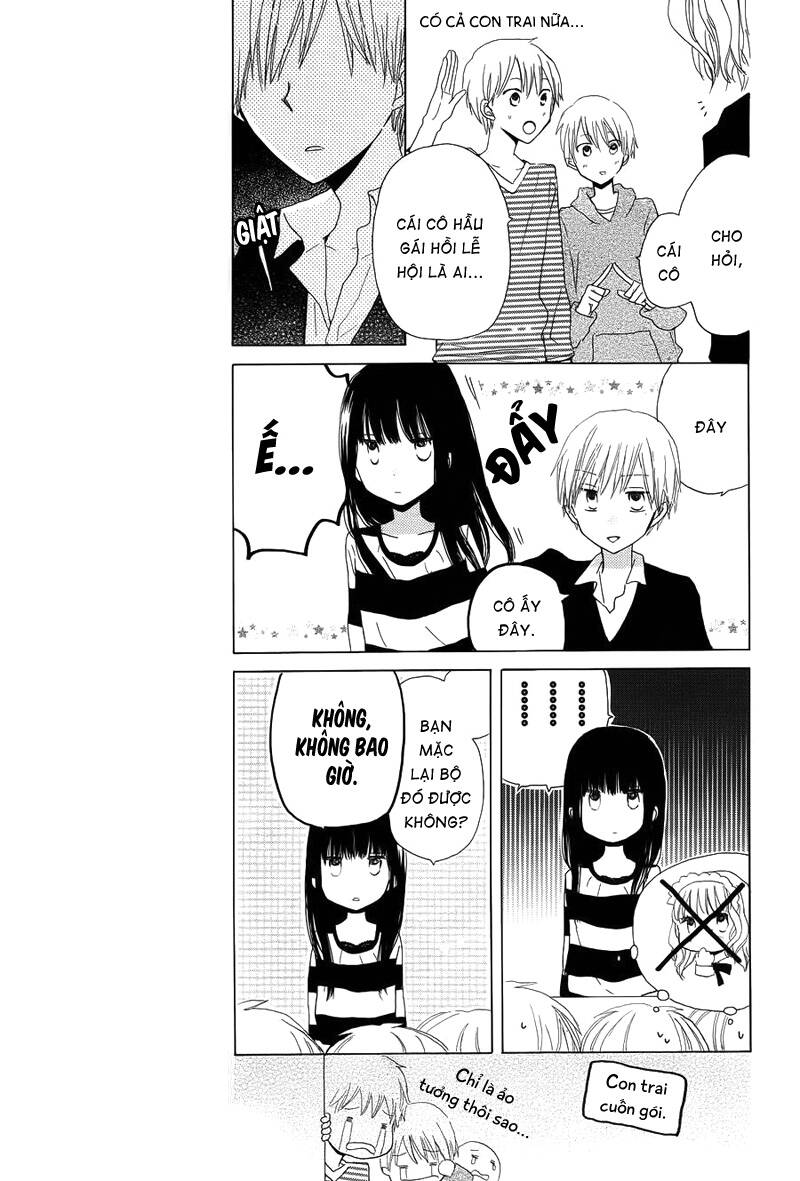 CÓ CẢ CON TRAI NỮA...
CHO
HỎI,
CÁI
CÔ
CÁI CÔ HẦU
GÁI HỒI LỄ
HỘI LÀ AI...
GIẬT
ĐÂY
CÔ ẤY
ĐÂY.
ĐẨY
Ế...
BẠN
MẶC
LẠI BỘ
ĐÓ ĐƯỢC
KHÔNG?
KHÔNG,
KHÔNG BAO
GIỜ.
Con trai
cuốn gói.
Chỉ là ảo
tưởng thôi sao...